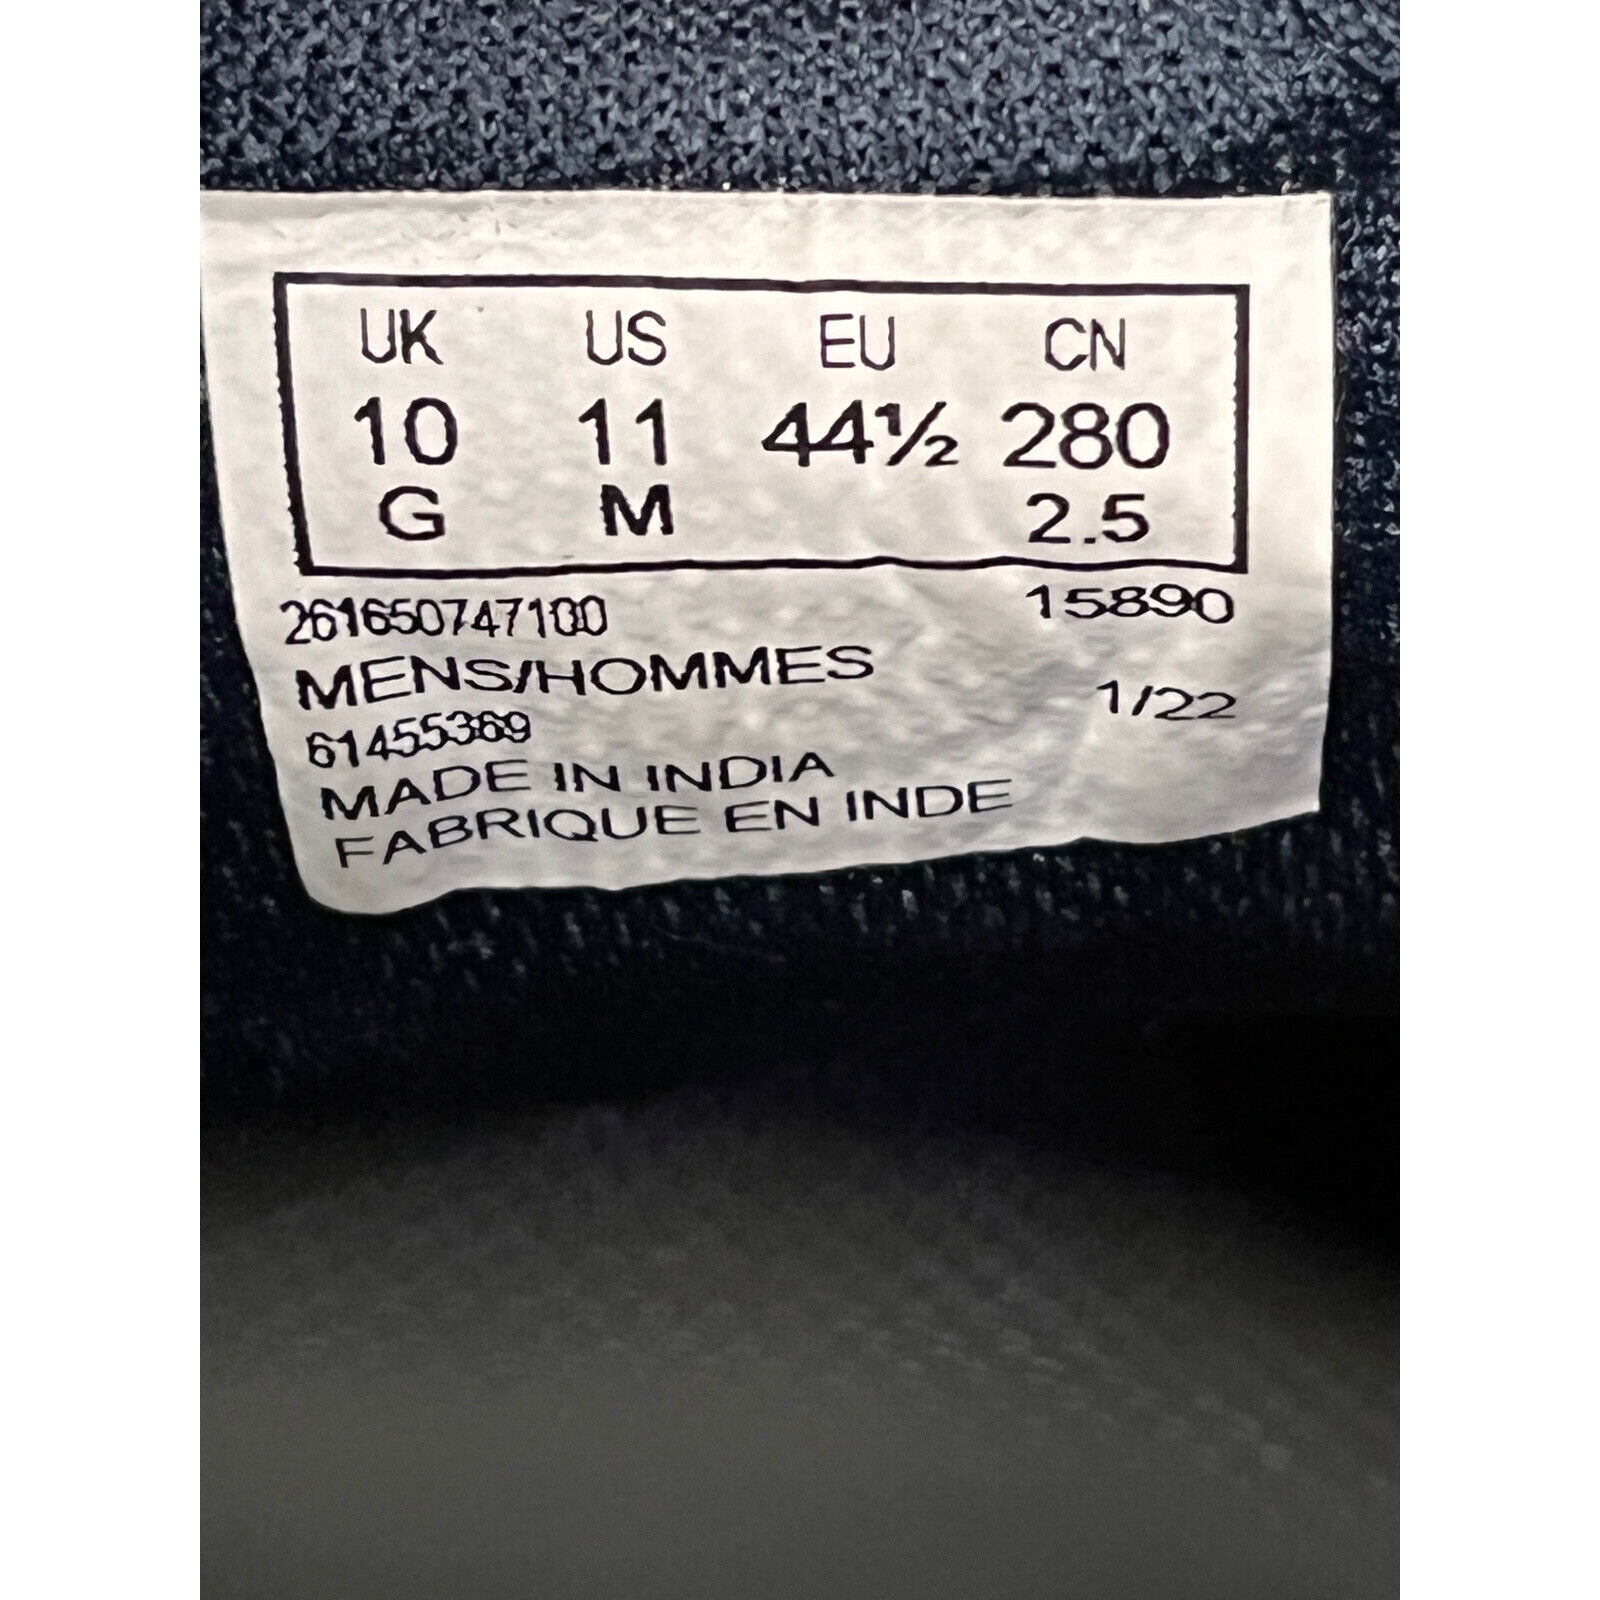 UK US EU CN
10 11 44½ 280
G M 2.5
261650747100 15890
MENS/HOMMES
61455369 1/22
MADE IN INDIA
FABRIQUE EN INDE